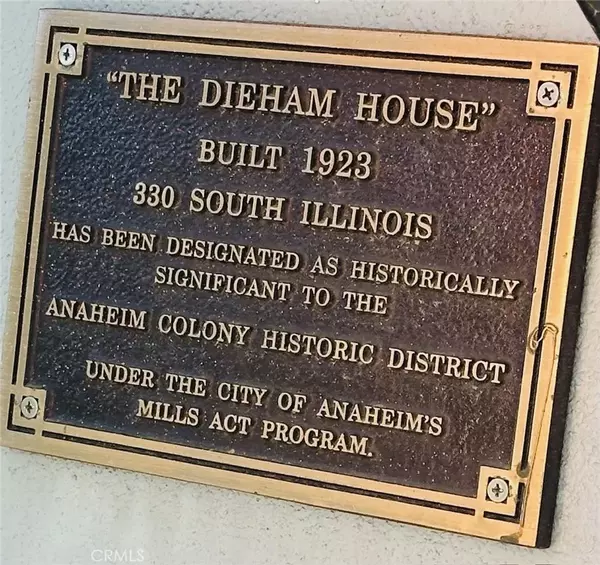 "THE DIEHAM HOUSE"
BUILT 1923
330 SOUTH ILLINOIS
HAS BEEN DESIGNATED AS HISTORICALLY
SIGNIFICANT TO THE
ANAHEIM COLONY HISTORIC DISTRICT
UNDER THE CITY OF ANAHEIM'S
MILLS ACT PROGRAM.
CRMLS